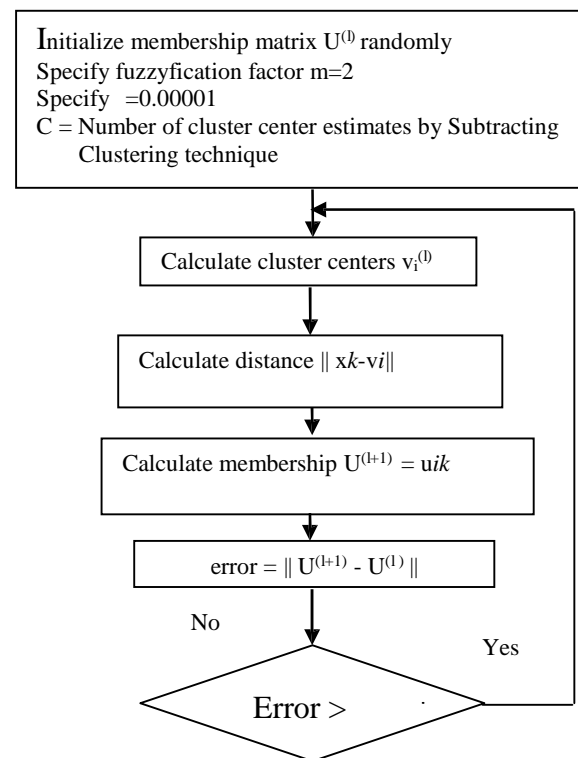 Initialize membership matrix U⁽ˡ⁾ randomly
Specify fuzzyfication factor m=2
Specify =0.00001
C = Number of cluster center estimates by Subtracting
Clustering technique
Calculate cluster centers vᵢ⁽ˡ⁾
Calculate distance || xk-vi||
Calculate membership U⁽ˡ⁺¹⁾ = uik
error = || U⁽ˡ⁺¹⁾ - U⁽ˡ⁾ ||
No
Yes
Error >